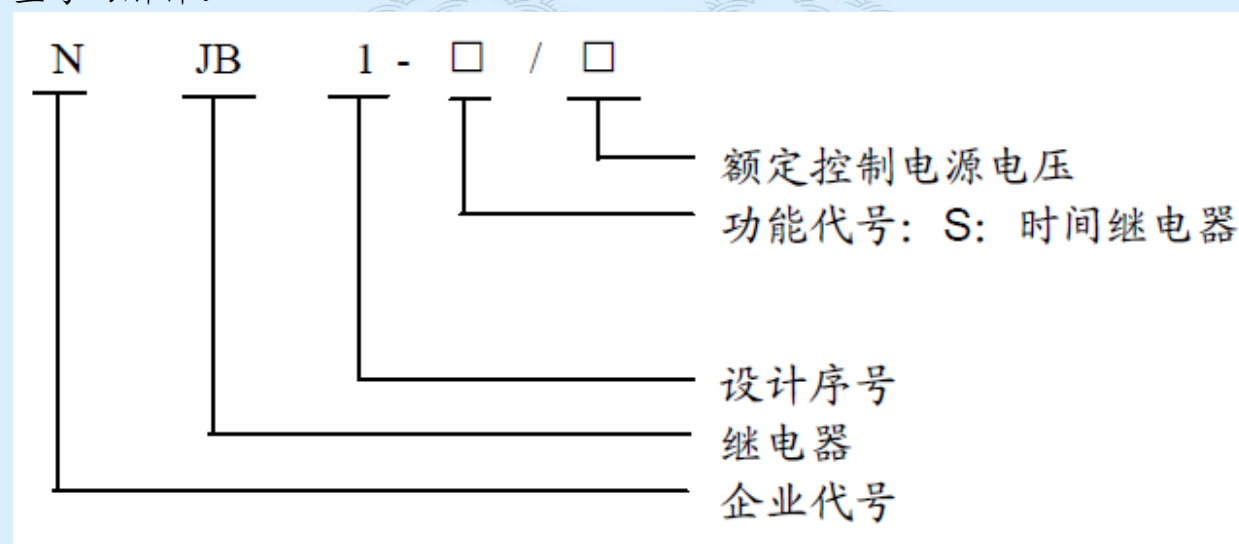 N JB 1 - □ / □
额定控制电源电压
功能代号：S：时间继电器
设计序号
继电器
企业代号